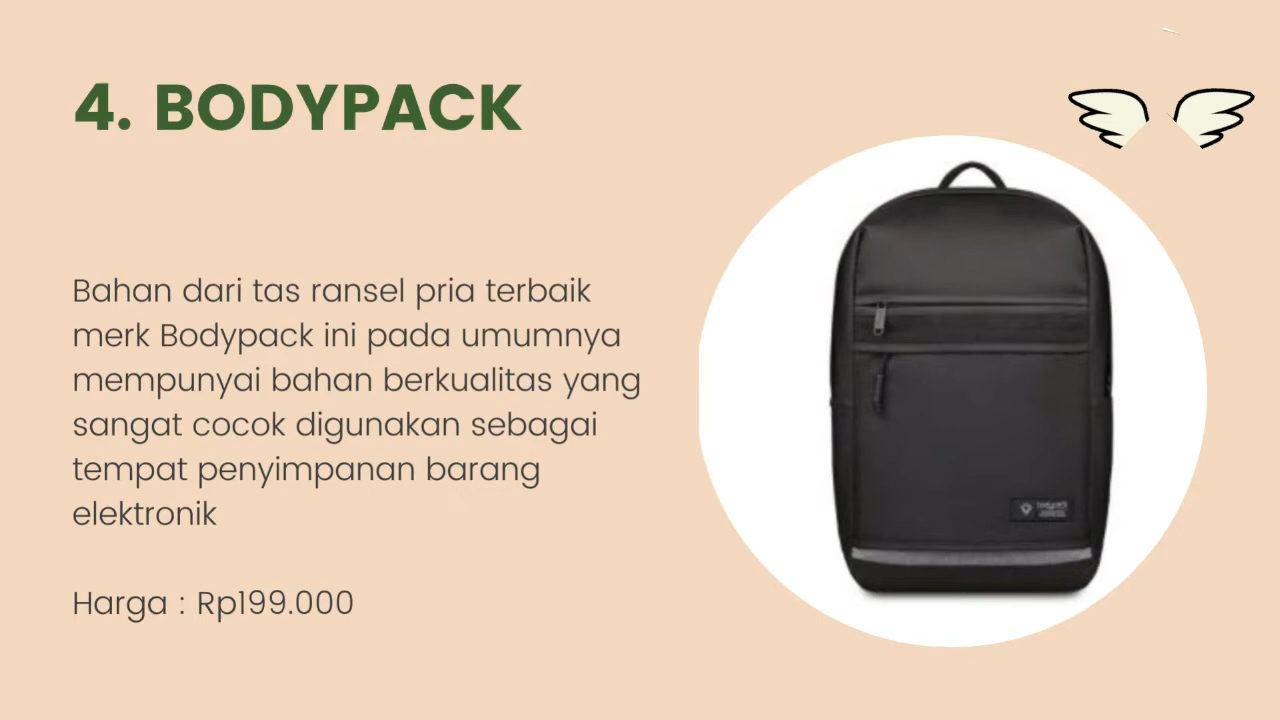 4. BODYPACK
Bahan dari tas ransel pria terbaik
merk Bodypack ini pada umumnya
mempunyai bahan berkualitas yang
sangat cocok digunakan sebagai
tempat penyimpanan barang
elektronik
Harga : Rp199.000
bodypack